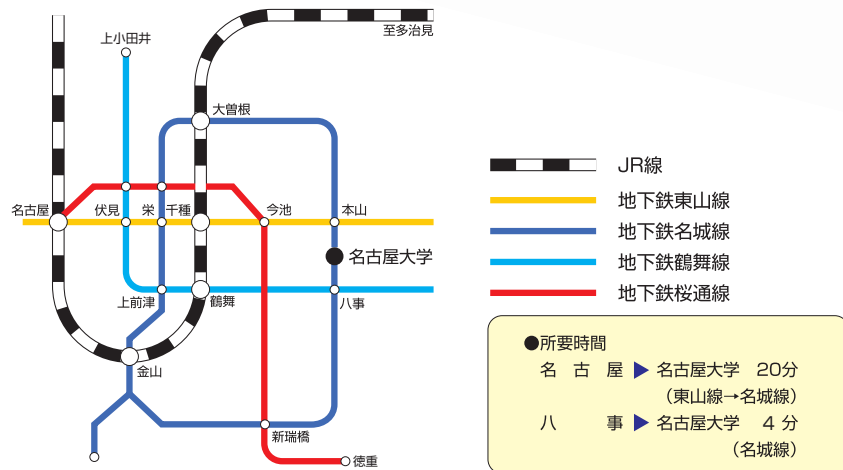 至多治見
上小田井
大曽根
名古屋
伏見
栄
千種
今池
本山
名古屋大学
上前津
鶴舞
八事
金山
新瑞橋
徳重
JR線
地下鉄東山線
地下鉄名城線
地下鉄鶴舞線
地下鉄桜通線
●所要時間
名古屋 ▶ 名古屋大学 20分
(東山線→名城線)
八事 ▶ 名古屋大学 4分
(名城線)